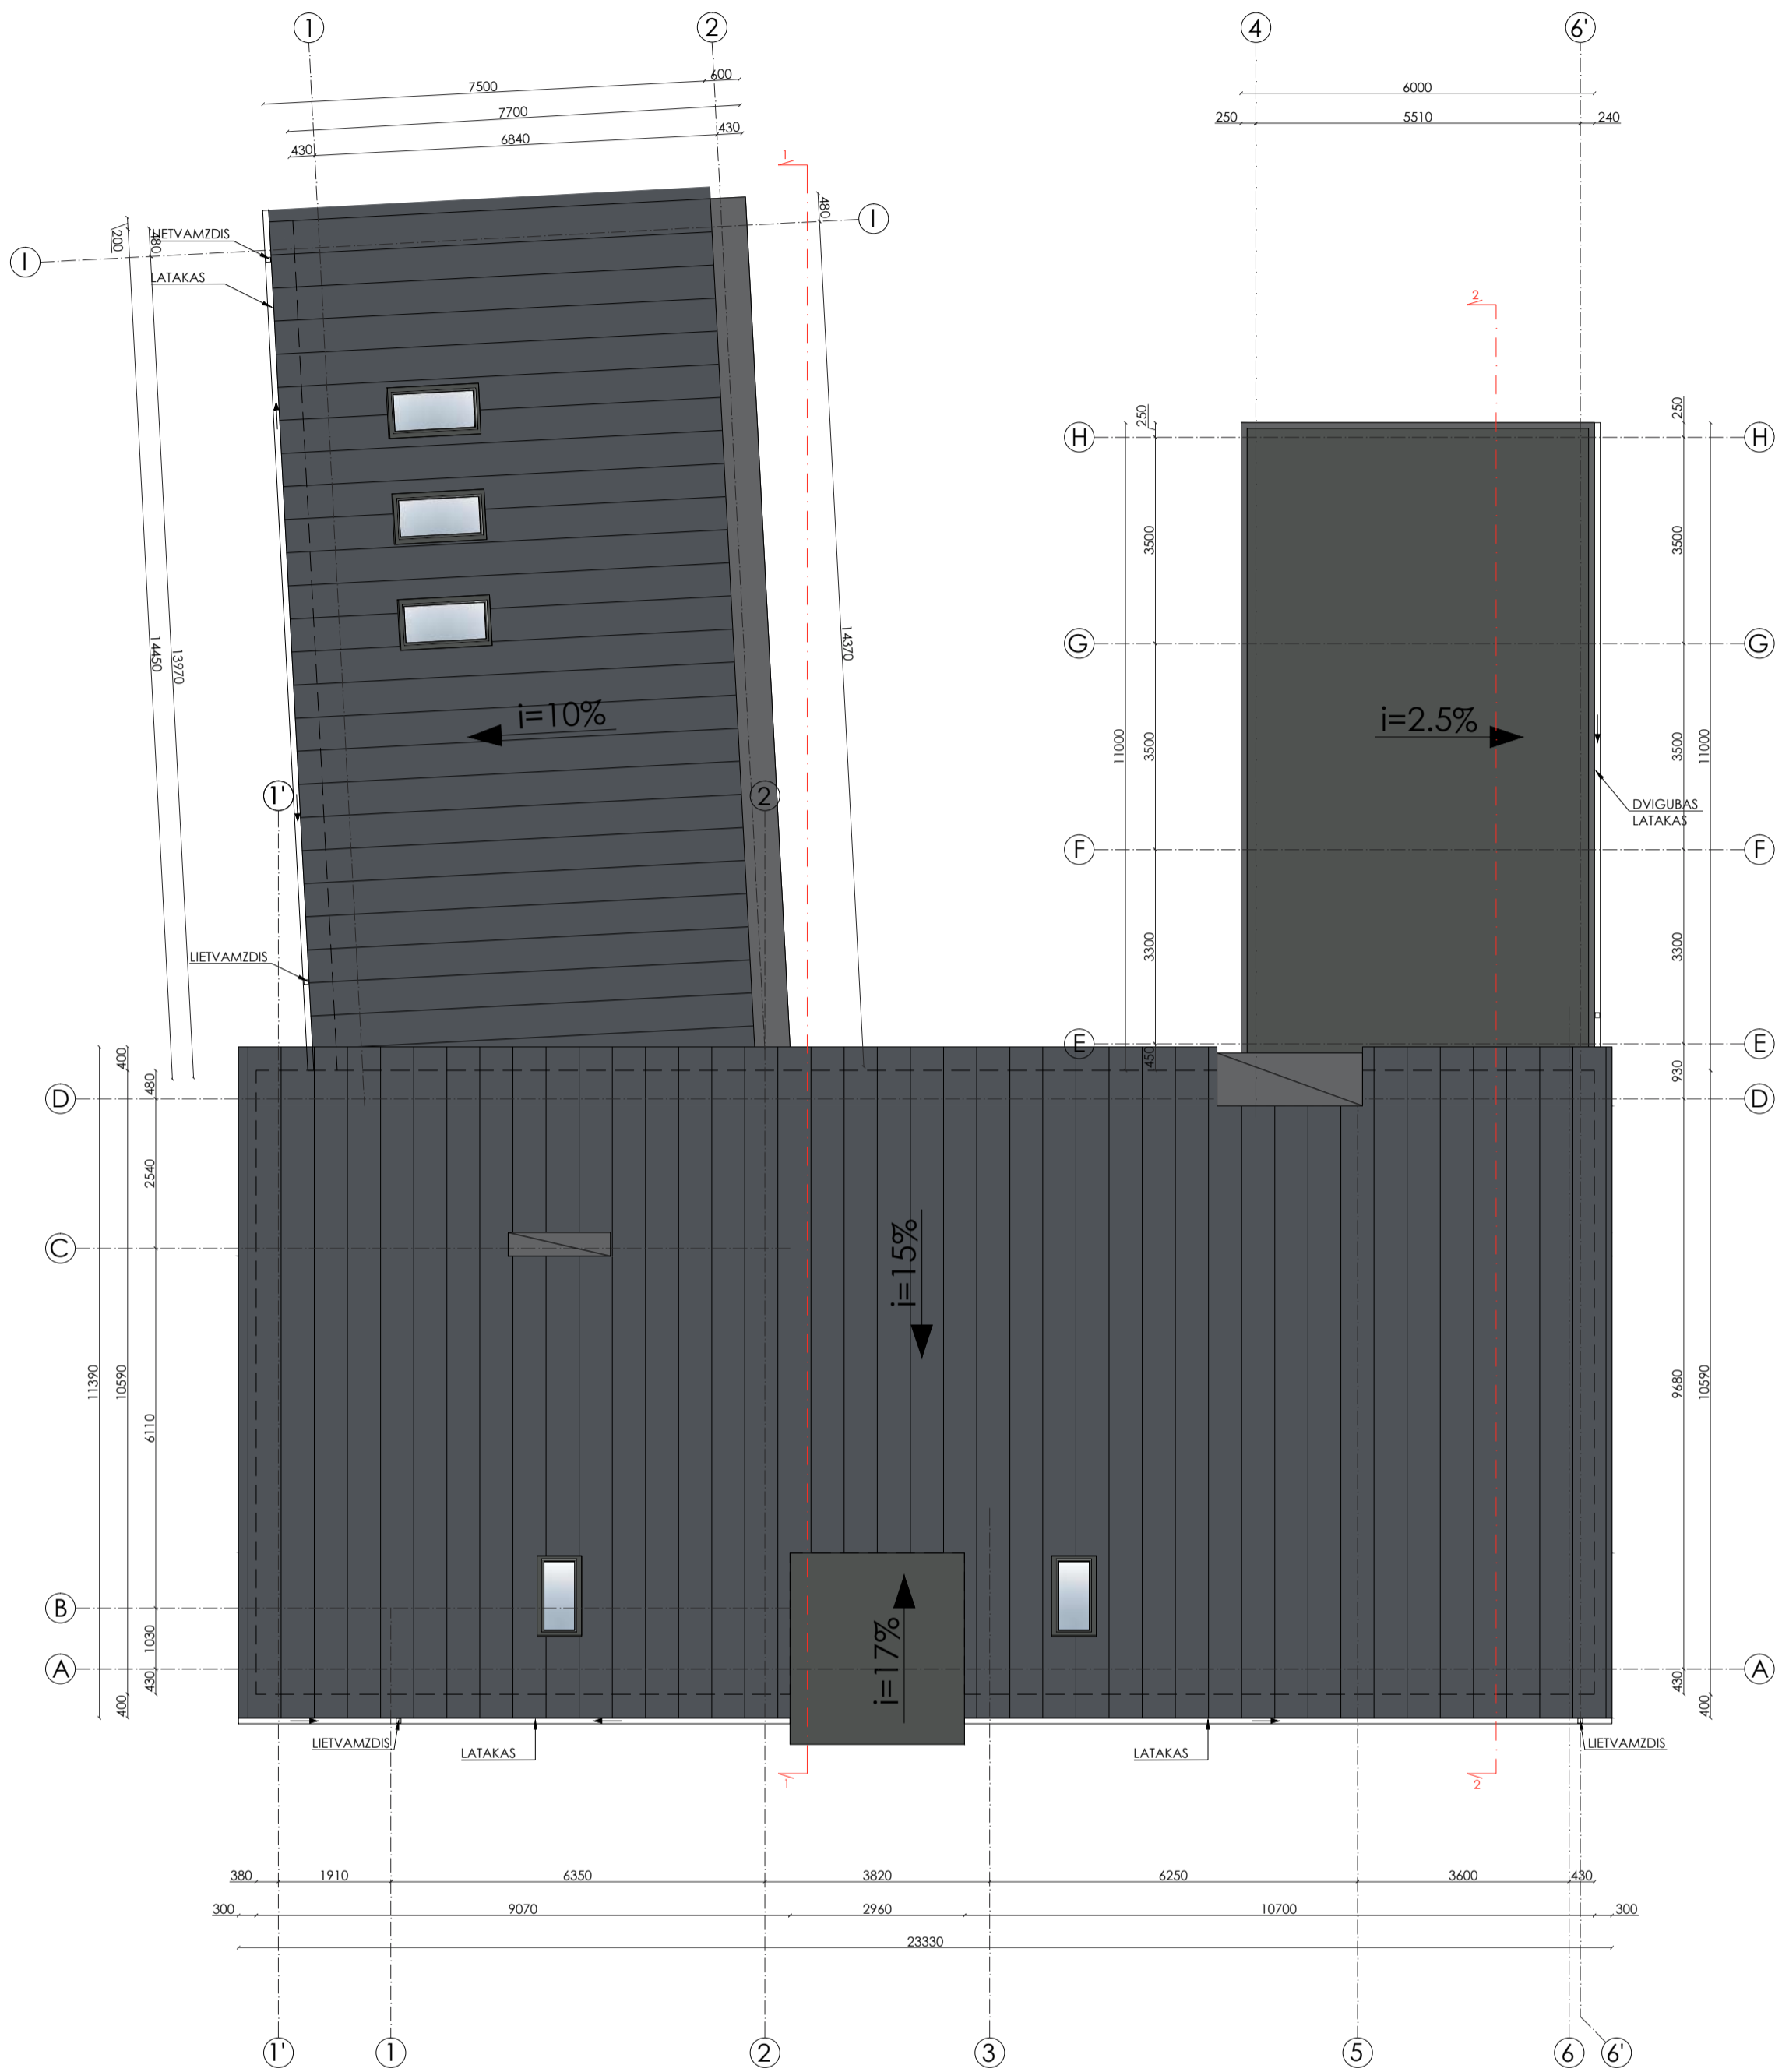 1
2
4
6'
600
7500
7700
6840
430
430
6000
250
5510
240
1
480
I
I
200
480
LIETVAMZDIS
LATAKAS
2
250
250
H
H
3500
3500
G
G
14450
13970
14370
i=10%
i=2.5%
11000
3500
3500
11000
1'
2
DVIGUBAS
LATAKAS
F
F
3300
3300
LIETVAMZDIS
E
E
400
450
480
930
D
D
2540
C
i=15%
11390
10590
6110
9680
10590
B
1030
i=17%
A
A
430
430
400
400
LIETVAMZDIS
LATAKAS
LATAKAS
LIETVAMZDIS
1
2
380
1910
6350
3820
6250
3600
430
300
9070
2960
10700
300
23330
1'
1
2
3
5
6
6'